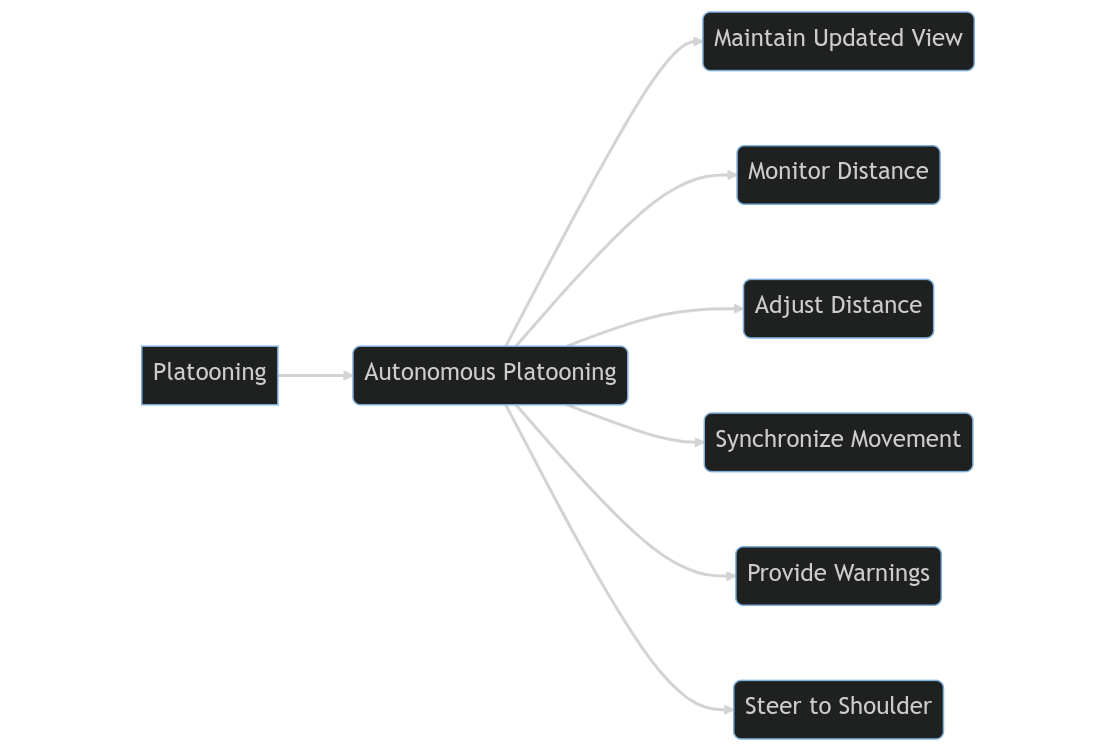 Platooning
Autonomous Platooning
Maintain Updated View
Monitor Distance
Adjust Distance
Synchronize Movement
Provide Warnings
Steer to Shoulder